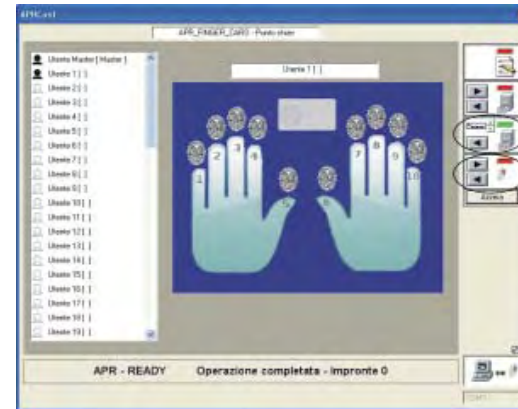 APRCast
APR_FINGER_CARD - Punto chiave
Utente Master [ Master ]
Utente 1 [ ]
Utente 2 [ ]
Utente 3 [ ]
Utente 4 [ ]
Utente 5 [ ]
Utente 6 [ ]
Utente 7 [ ]
Utente 8 [ ]
Utente 9 [ ]
Utente 10 [ ]
Utente 11 [ ]
Utente 12 [ ]
Utente 13 [ ]
Utente 14 [ ]
Utente 15 [ ]
Utente 16 [ ]
Utente 17 [ ]
Utente 18 [ ]
Utente 19 [ ]
Utente 1 [ ]
1 2 3 4 5 6 7 8 9 10
APR - READY Operazione completata - Impronte 0